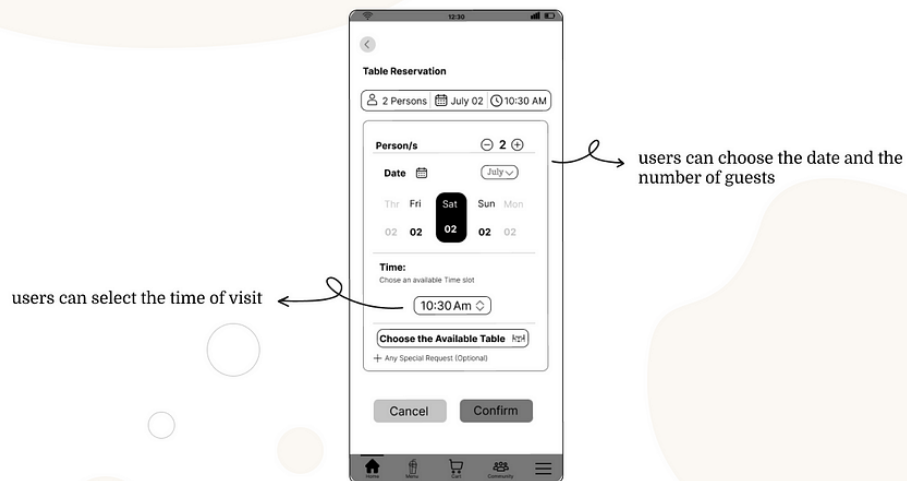 12:30
Table Reservation
2 Persons July 02 10:30 AM
Person/s 2
Date July
Thr Fri Sat Sun Mon
02 02 02 02 02
Time:
Chose an available Time slot
10:30 Am
Choose the Available Table
+ Any Special Request (Optional)
Cancel Confirm
Home Menu Cart Community
users can choose the date and the
number of guests
users can select the time of visit